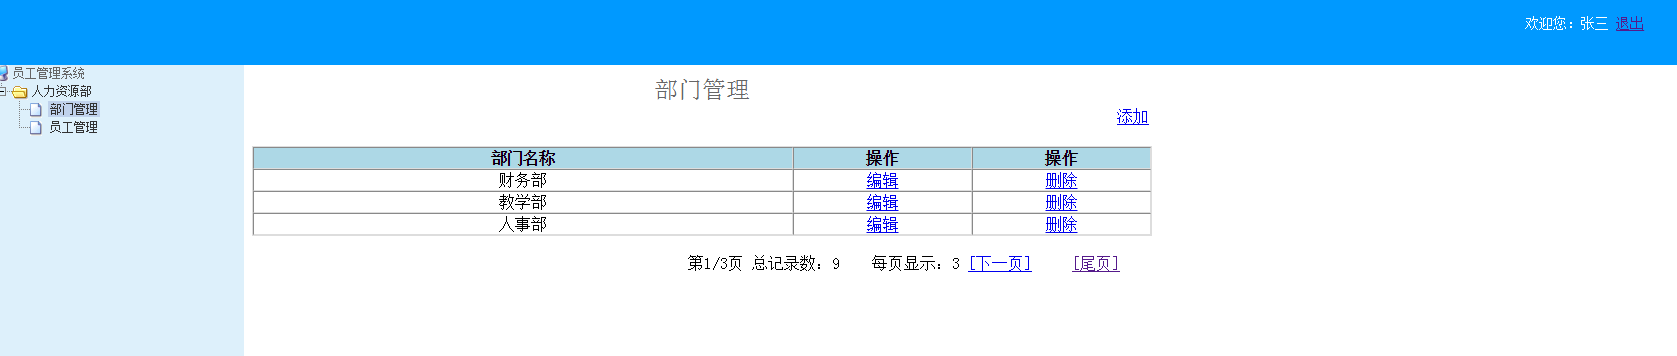 欢迎您：张三 退出
员工管理系统
人力资源部
部门管理
员工管理
部门管理
添加
部门名称 操作 操作
财务部 编辑 删除
教学部 编辑 删除
人事部 编辑 删除
第1/3页 总记录数：9 每页显示：3 [下一页] [尾页]